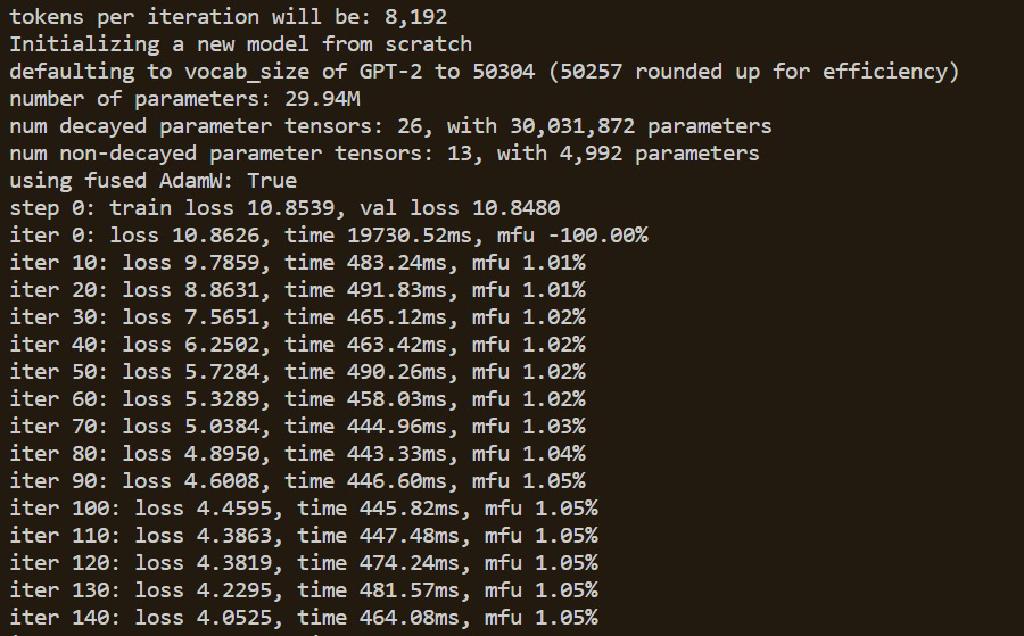 tokens per iteration will be: 8,192
Initializing a new model from scratch
defaulting to vocab_size of GPT-2 to 50304 (50257 rounded up for efficiency)
number of parameters: 29.94M
num decayed parameter tensors: 26, with 30,031,872 parameters
num non-decayed parameter tensors: 13, with 4,992 parameters
using fused AdamW: True
step 0: train loss 10.8539, val loss 10.8480
iter 0: loss 10.8626, time 19730.52ms, mfu -100.00%
iter 10: loss 9.7859, time 483.24ms, mfu 1.01%
iter 20: loss 8.8631, time 491.83ms, mfu 1.01%
iter 30: loss 7.5651, time 465.12ms, mfu 1.02%
iter 40: loss 6.2502, time 463.42ms, mfu 1.02%
iter 50: loss 5.7284, time 490.26ms, mfu 1.02%
iter 60: loss 5.3289, time 458.03ms, mfu 1.02%
iter 70: loss 5.0384, time 444.96ms, mfu 1.03%
iter 80: loss 4.8950, time 443.33ms, mfu 1.04%
iter 90: loss 4.6008, time 446.60ms, mfu 1.05%
iter 100: loss 4.4595, time 445.82ms, mfu 1.05%
iter 110: loss 4.3863, time 447.48ms, mfu 1.05%
iter 120: loss 4.3819, time 474.24ms, mfu 1.05%
iter 130: loss 4.2295, time 481.57ms, mfu 1.05%
iter 140: loss 4.0525, time 464.08ms, mfu 1.05%